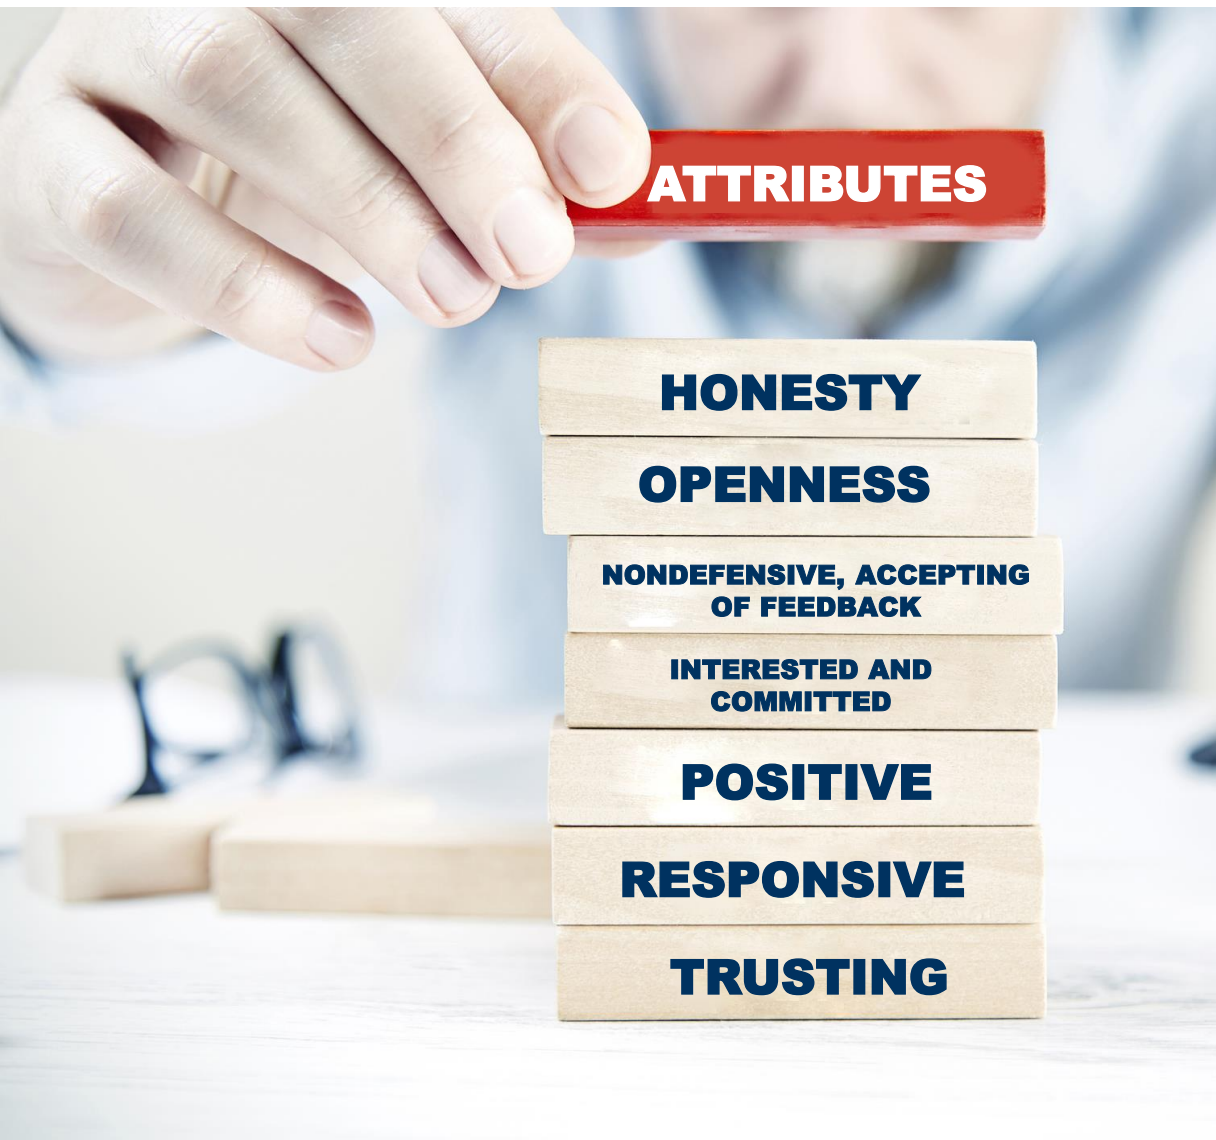 ATTRIBUTES
HONESTY
OPENNESS
NONDEFENSIVE, ACCEPTING
OF FEEDBACK
INTERESTED AND
COMMITTED
POSITIVE
RESPONSIVE
TRUSTING